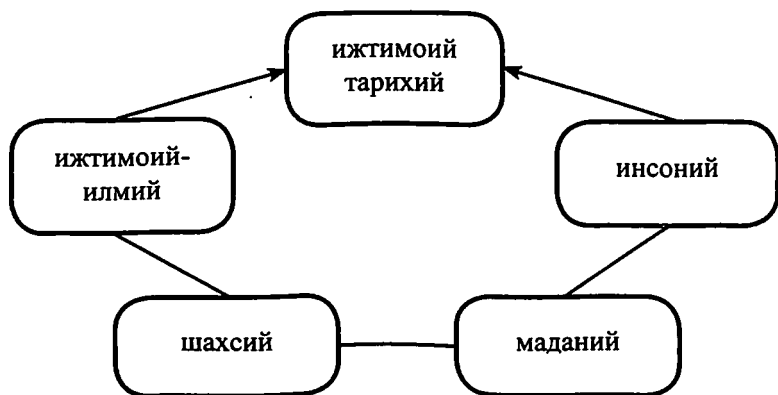 ижтимоий
тарихий
ижтимоий-
илмий
инсоний
шахсий
маданий